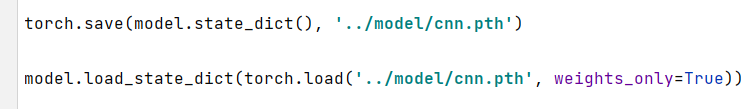 torch.save(model.state_dict(), '../model/cnn.pth')
model.load_state_dict(torch.load('../model/cnn.pth', weights_only=True))